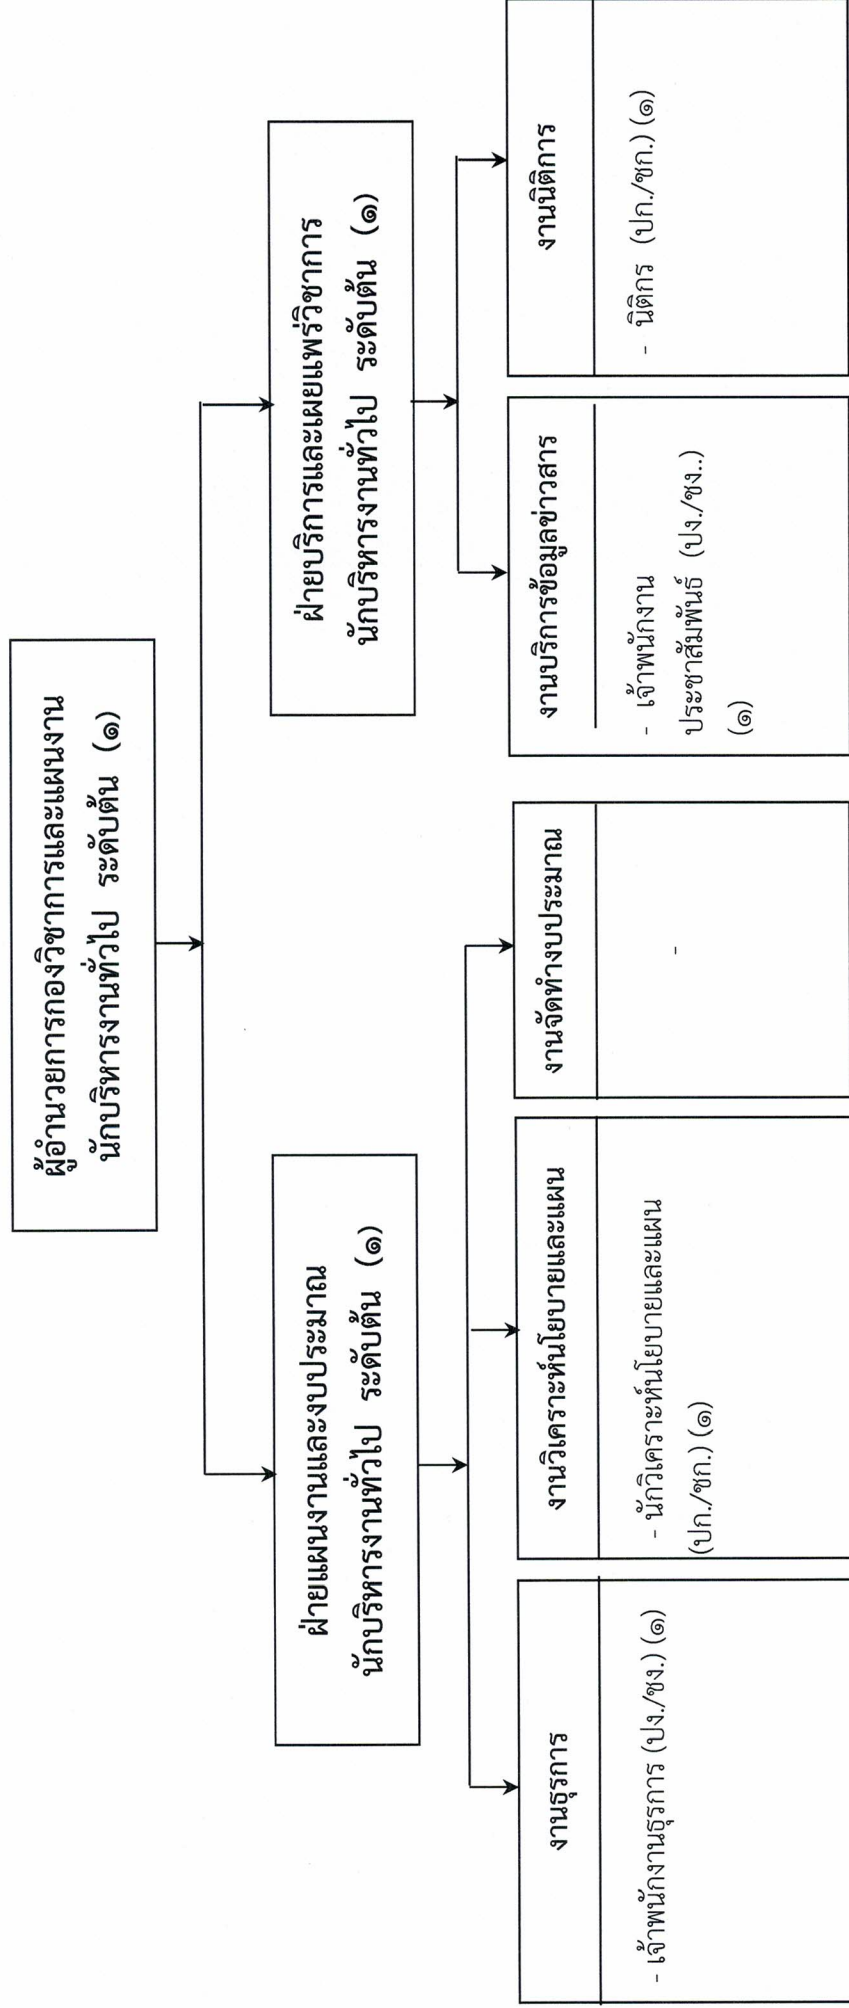 ผู้อำนวยการกองวิชาการและแผนงาน
นักบริหารงานทั่วไป ระดับต้น (๑)
ฝ่ายแผนงานและงบประมาณ
นักบริหารงานทั่วไป ระดับต้น (๑)
ฝ่ายบริการและเผยแพร่วิชาการ
นักบริหารงานทั่วไป ระดับต้น (๑)
งานธุรการ
- เจ้าพนักงานธุรการ (ปง./ชง.) (๑)
งานวิเคราะห์นโยบายและแผน
- นักวิเคราะห์นโยบายและแผน
(ปก./ชก.) (๑)
งานจัดทำงบประมาณ
-
งานบริการข้อมูลข่าวสาร
- เจ้าพนักงาน
ประชาสัมพันธ์ (ปง./ชง..)
(๑)
งานนิติการ
- นิติกร (ปก./ชก.) (๑)